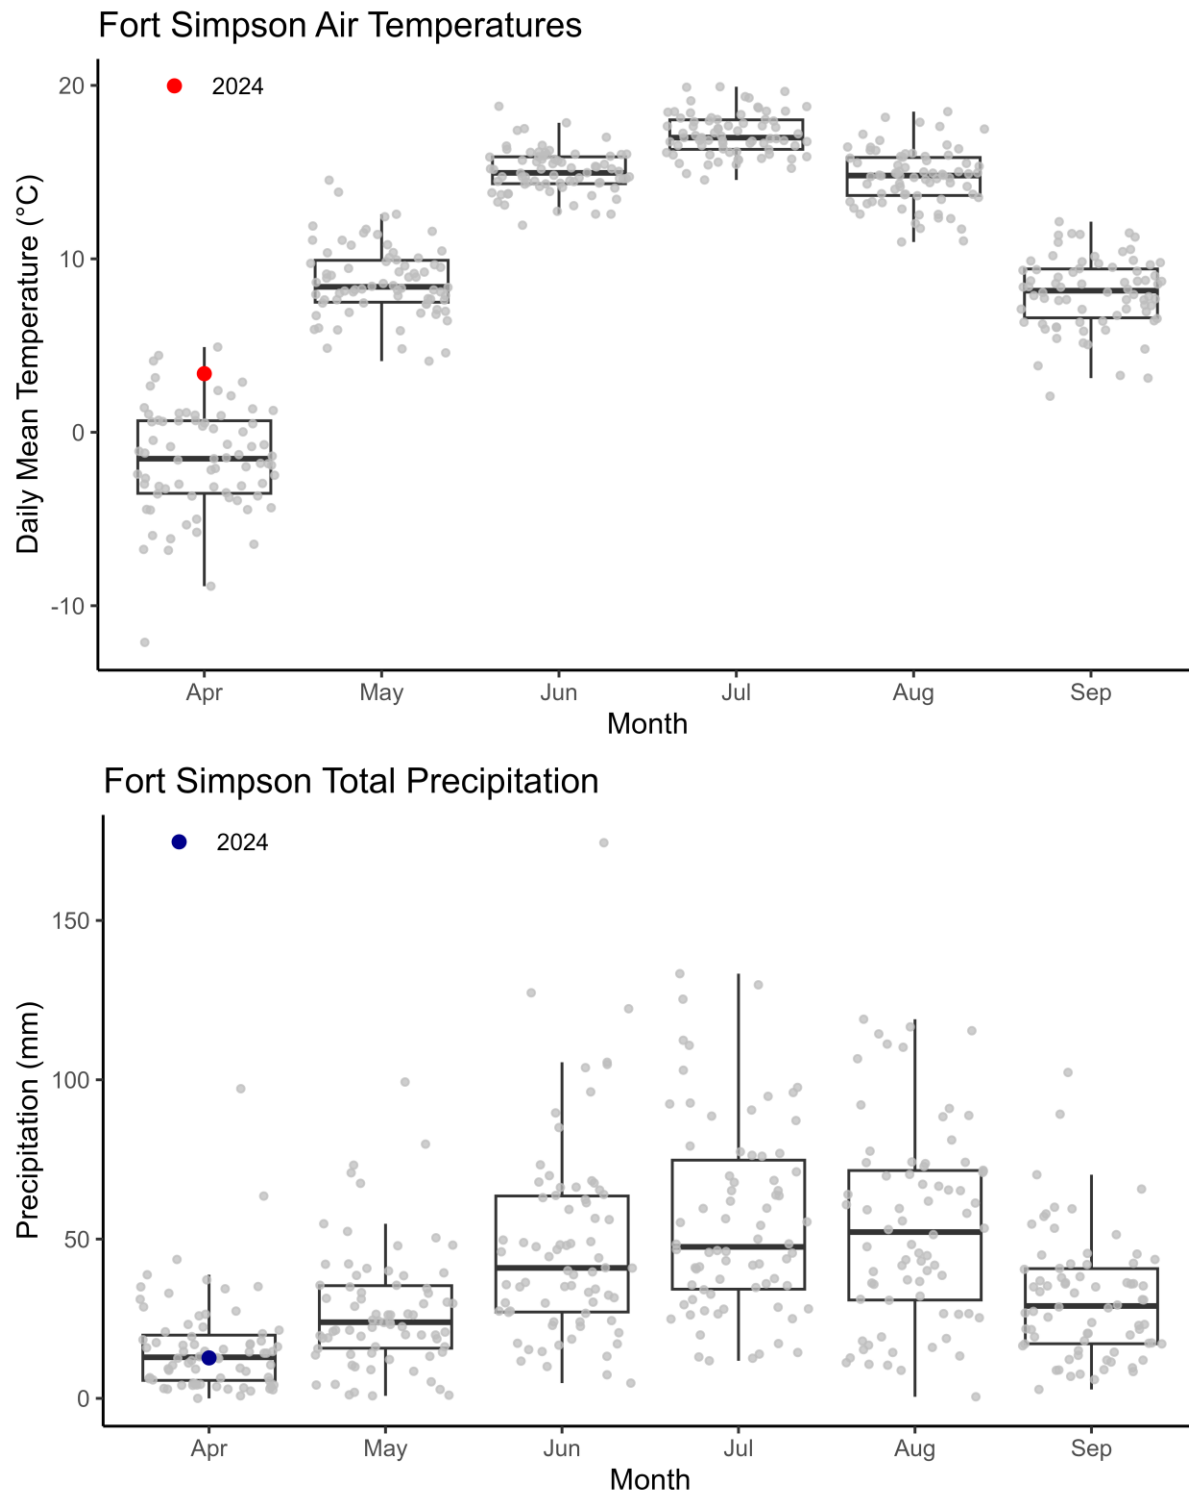 Fort Simpson Air Temperatures
2024
Daily Mean Temperature (°C)
20
10
0
-10
Apr May Jun Jul Aug Sep
Month
Fort Simpson Total Precipitation
2024
Precipitation (mm)
150
100
50
0
Apr May Jun Jul Aug Sep
Month